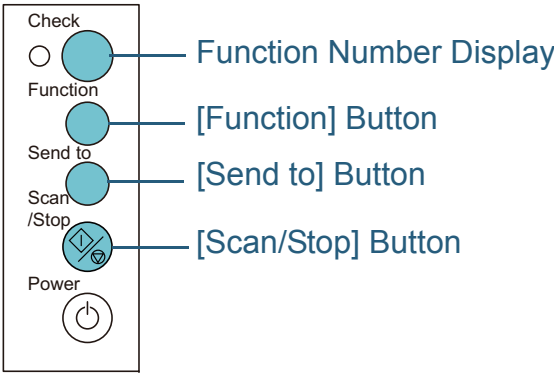 Check
Function Number Display
Function
[Function] Button
Send to
[Send to] Button
Scan
/Stop
[Scan/Stop] Button
Power